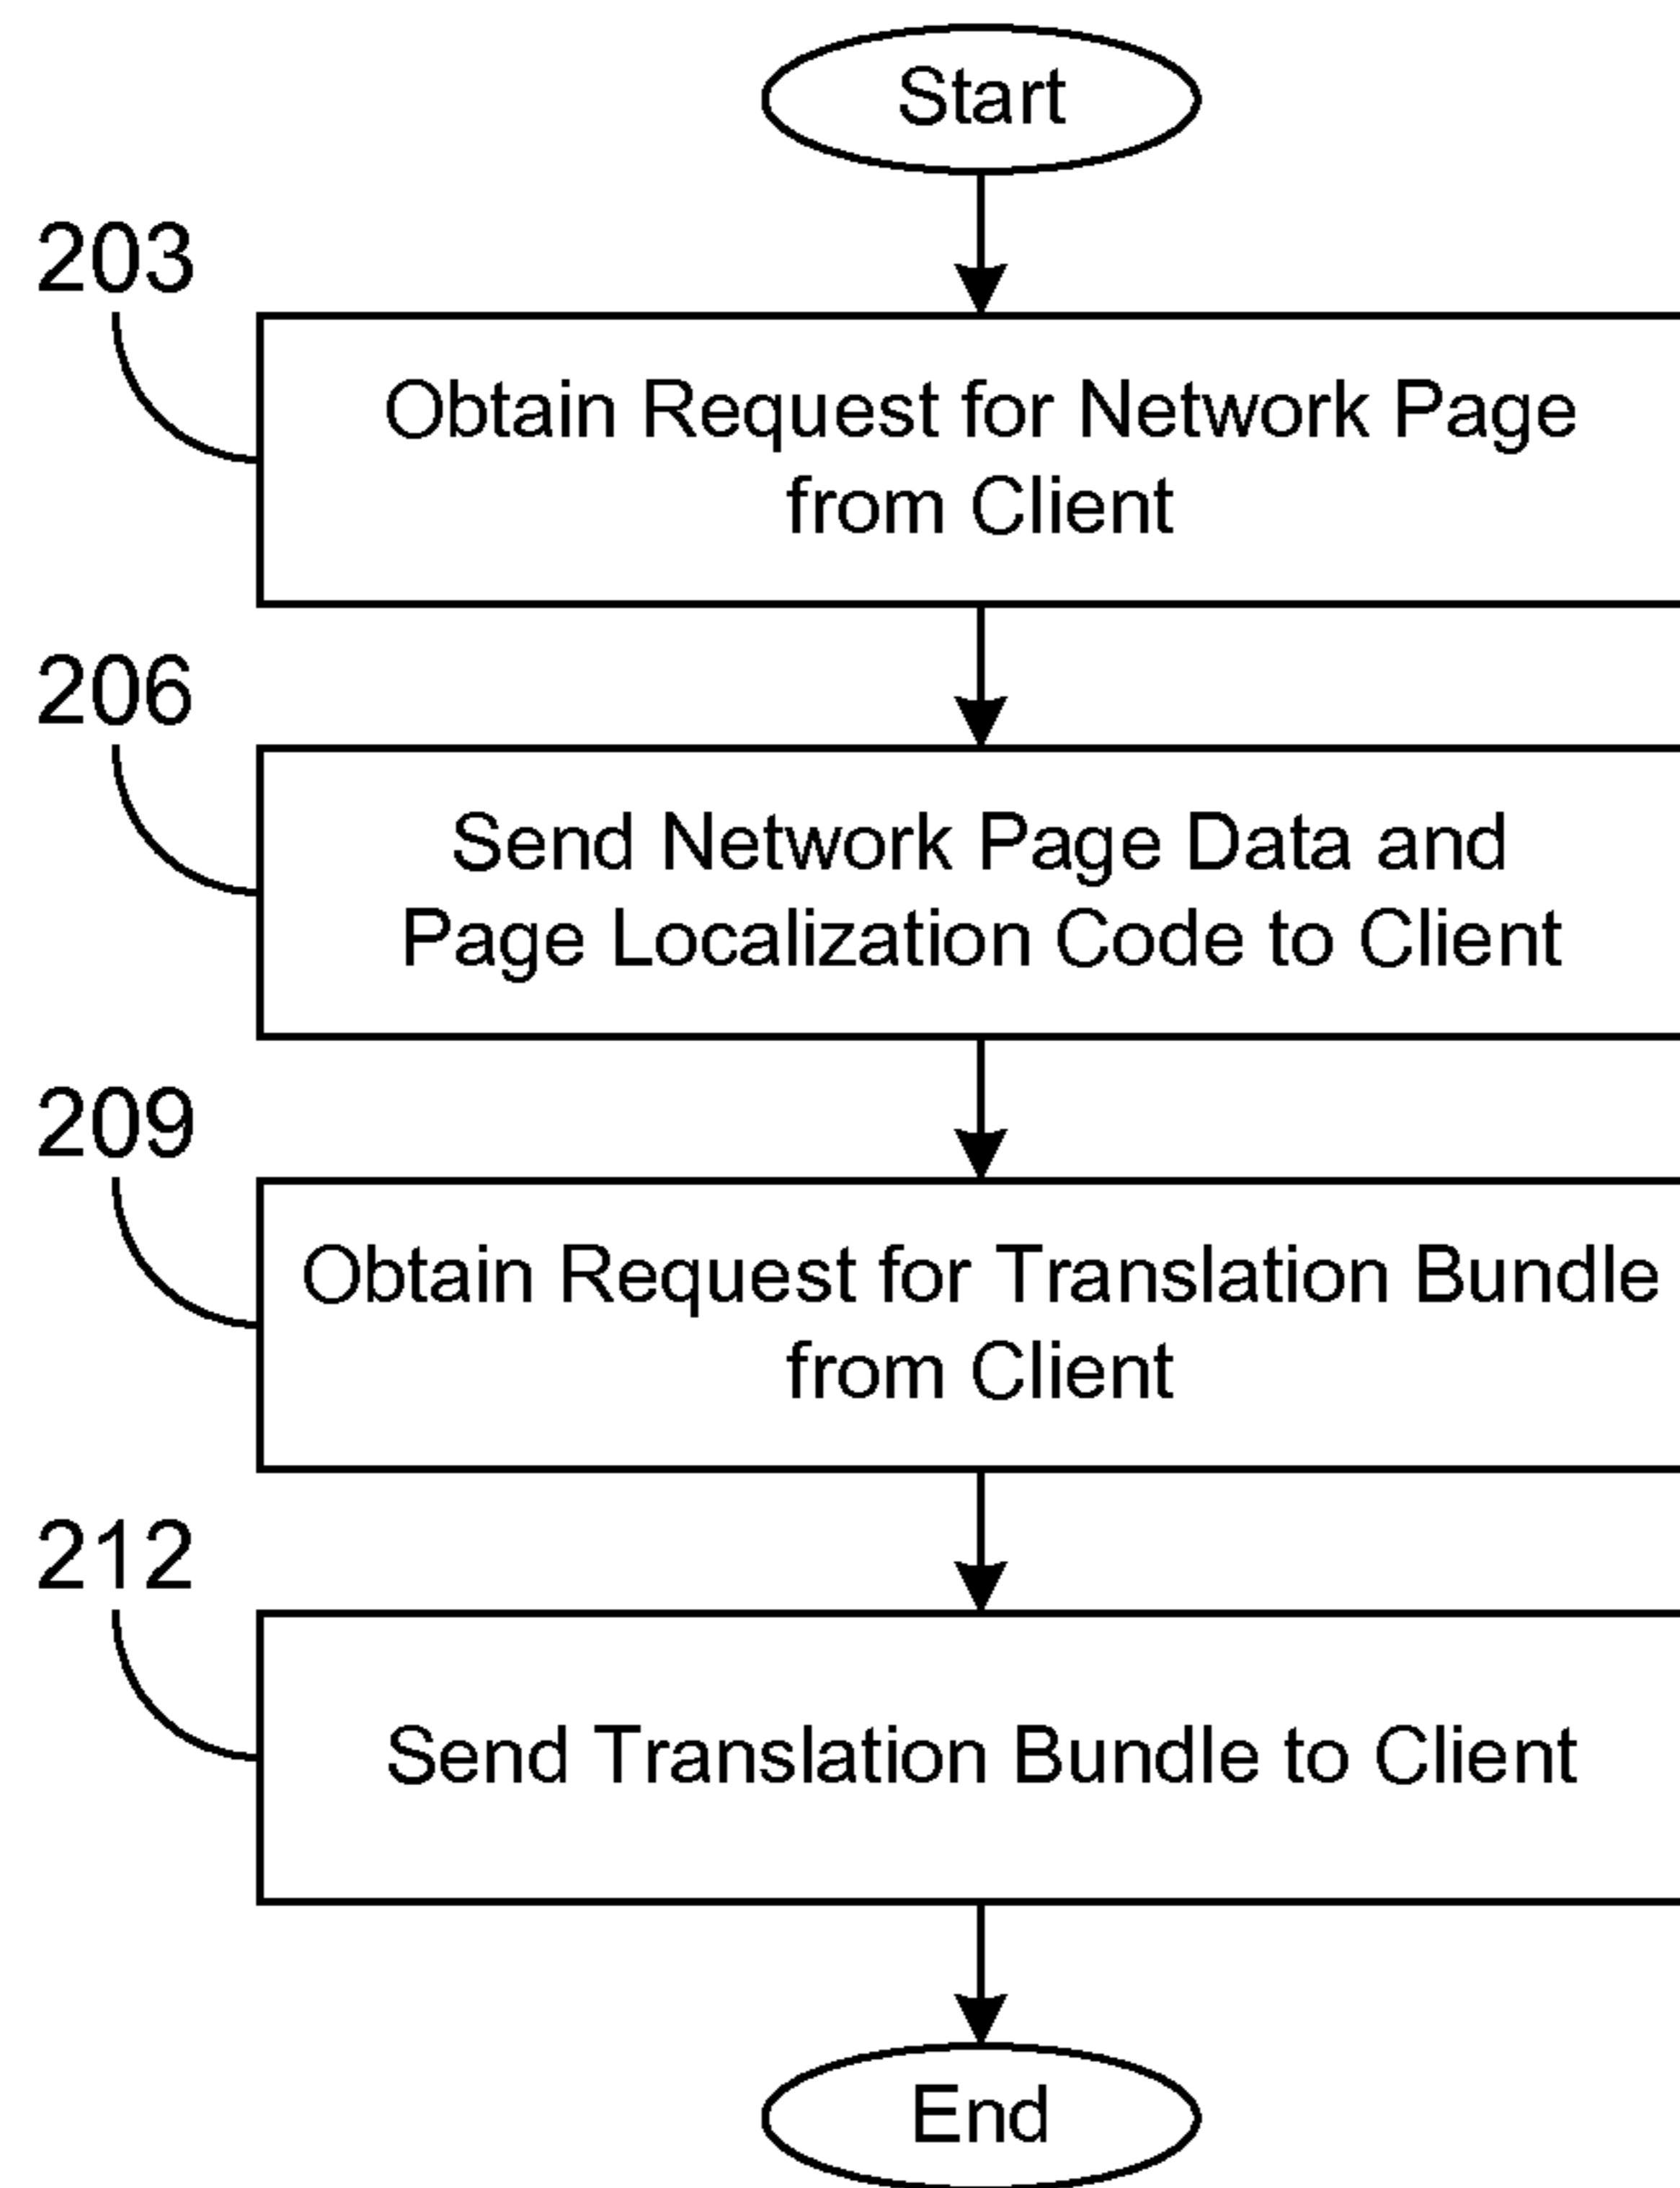 Start
203
Obtain Request for Network Page
from Client
206
Send Network Page Data and
Page Localization Code to Client
209
Obtain Request for Translation Bundle
from Client
212
Send Translation Bundle to Client
End